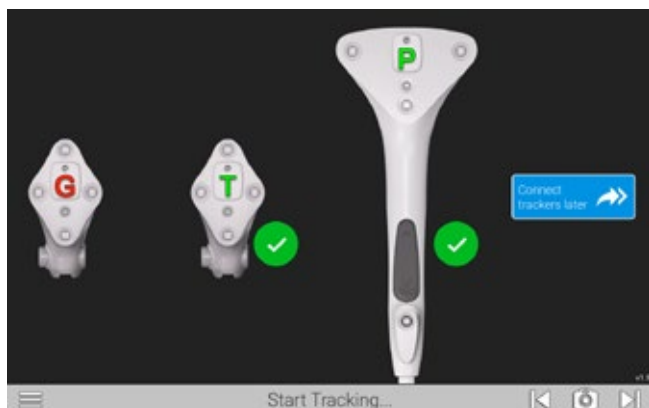 G
T
P
Connect
trackers later
Start Tracking...